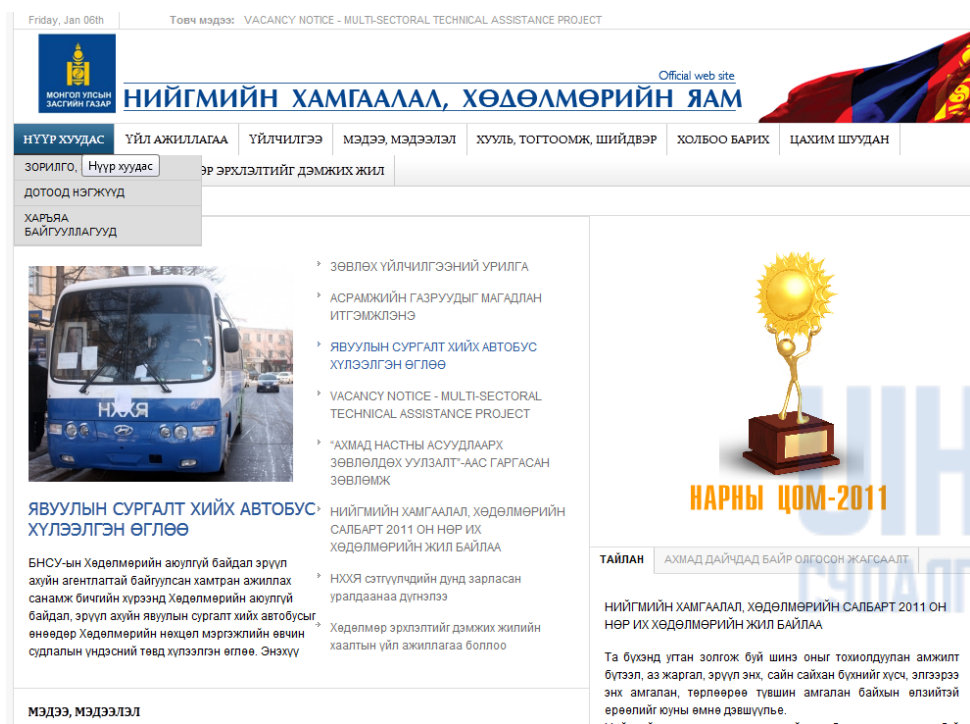 Friday, Jan 06th
Товч мэдээ: VACANCY NOTICE - MULTI-SECTORAL TECHNICAL ASSISTANCE PROJECT
МОНГОЛ УЛСЫН
ЗАСГИЙН ГАЗАР
Official web site
НИЙГМИЙН ХАМГААЛАЛ, ХӨДӨЛМӨРИЙН ЯАМ
НҮҮР ХУУДАС
ҮЙЛ АЖИЛЛАГАА
ҮЙЛЧИЛГЭЭ
МЭДЭЭ, МЭДЭЭЛЭЛ
ХУУЛЬ, ТОГТООМЖ, ШИЙДВЭР
ХОЛБОО БАРИХ
ЦАХИМ ШУУДАН
ЗОРИЛГО,
Нүүр хуудас
ЭРХЛЭЛТИЙГ ДЭМЖИХ ЖИЛ
ДОТООД НЭГЖҮҮД
ХАРЪЯА
БАЙГУУЛЛАГУУД
НХХЯ
ЯВУУЛЫН СУРГАЛТ ХИЙХ АВТОБУС
ХҮЛЭЭЛГЭН ӨГЛӨӨ
БНСУ-ын Хөдөлмөрийн аюулгүй байдал эрүүл
ахуйн агентлагтай байгуулсан хамтран ажиллах
санамж бичгийн хүрээнд Хөдөлмөрийн аюулгүй
байдал, эрүүл ахуйн явуулын сургалт хийх автобусыг
өнөөдөр Хөдөлмөрийн нөхцөл мэргэжлийн өвчин
судлалын үндэсний төвд хүлээлгэн өглөө. Энэхүү
ЗӨВЛӨХ ҮЙЛЧИЛГЭЭНИЙ УРИЛГА
АСРАМЖИЙН ГАЗРУУДЫГ МАГАДЛАН
ИТГЭМЖЛЭНЭ
ЯВУУЛЫН СУРГАЛТ ХИЙХ АВТОБУС
ХҮЛЭЭЛГЭН ӨГЛӨӨ
VACANCY NOTICE - MULTI-SECTORAL
TECHNICAL ASSISTANCE PROJECT
“АХМАД НАСТНЫ АСУУДЛААРХ
ЗӨВЛӨЛДӨХ УУЛЗАЛТ”-ААС ГАРГАСАН
ЗӨВЛӨМЖ
НИЙГМИЙН ХАМГААЛАЛ, ХӨДӨЛМӨРИЙН
САЛБАРТ 2011 ОН НӨР ИХ
ХӨДӨЛМӨРИЙН ЖИЛ БАЙЛАА
НХХЯ сэтгүүлчдийн дунд зарласан
уралдаанаа дүгнэлээ
Хөдөлмөр эрхлэлтийг дэмжих жилийн
хаалтын үйл ажиллагаа боллоо
МЭДЭЭ, МЭДЭЭЛЭЛ
НАРНЫ ЦОМ-2011
ТАЙЛАН
АХМАД ДАЙЧДАД БАЙР ОЛГОСОН ЖАГСААЛТ
НИЙГМИЙН ХАМГААЛАЛ, ХӨДӨЛМӨРИЙН САЛБАРТ 2011 ОН
НӨР ИХ ХӨДӨЛМӨРИЙН ЖИЛ БАЙЛАА
Та бүхэнд угтан золгож буй шинэ оныг тохиолдуулан амжилт
бүтээл, аз жаргал, эрүүл энх, сайн сайхан бүхнийг хүсч, элгээрээ
энх амгалан, төрлөөрөө түвшин амгалан байхын өлзийтэй
ерөөлийг юуны өмнө дэвшүүлье.